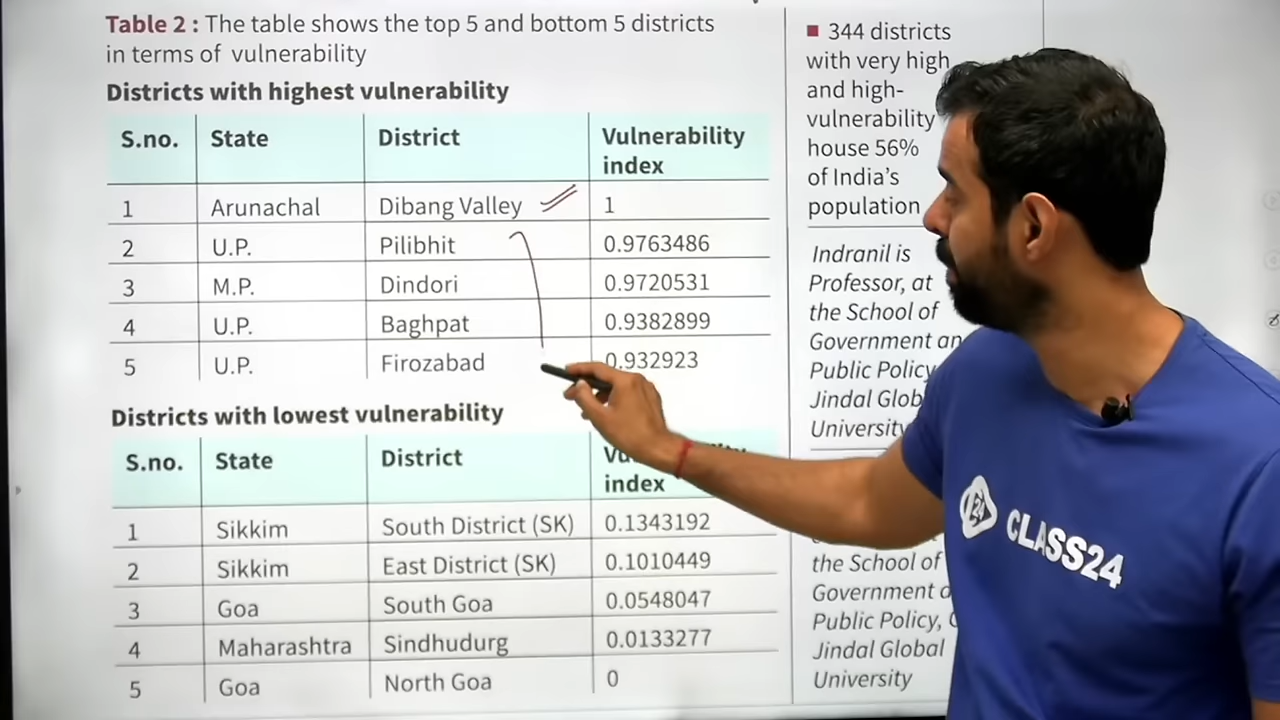 Table 2 : The table shows the top 5 and bottom 5 districts
in terms of vulnerability
Districts with highest vulnerability
S.no. State District Vulnerability index
1 Arunachal Dibang Valley 1
2 U.P. Pilibhit 0.9763486
3 M.P. Dindori 0.9720531
4 U.P. Baghpat 0.9382899
5 U.P. Firozabad 0.932923
Districts with lowest vulnerability
S.no. State District index
1 Sikkim South District (SK) 0.1343192
2 Sikkim East District (SK) 0.1010449
3 Goa South Goa 0.0548047
4 Maharashtra Sindhudurg 0.0133277
5 Goa North Goa 0
■ 344 districts
with very high
and high-
vulnerability
house 56%
of India's
population
Indranil is
Professor, at
the School of
Government
Public Policy
Jindal
University
the School of
Government
Public Policy,
Jindal Global
University
24
CLASS24